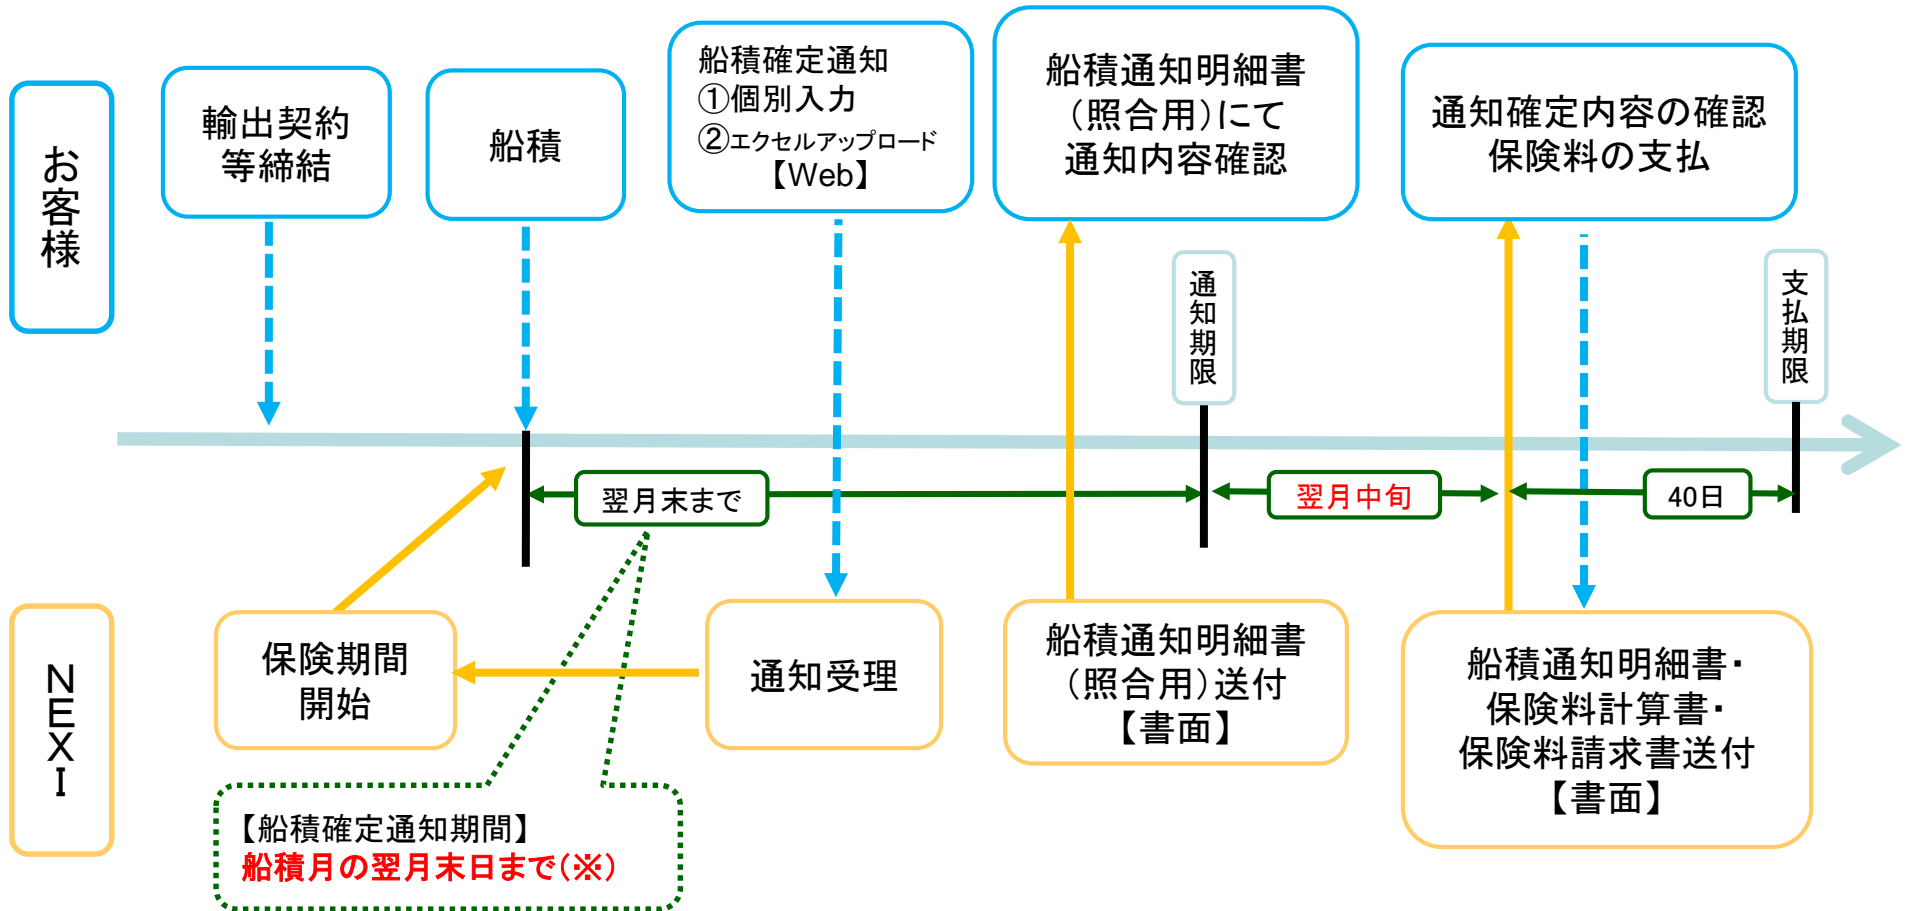 お客様
輸出契約
等締結
船積
船積確定通知
①個別入力
②エクセルアップロード
【Web】
船積通知明細書
（照合用）にて
通知内容確認
通知確定内容の確認
保険料の支払
通知期限
支払期限
翌月末まで
翌月中旬
40日
NEXI
保険期間
開始
通知受理
船積通知明細書
（照合用）送付
【書面】
船積通知明細書・
保険料計算書・
保険料請求書送付
【書面】
【船積確定通知期間】
船積月の翌月末日まで（※）